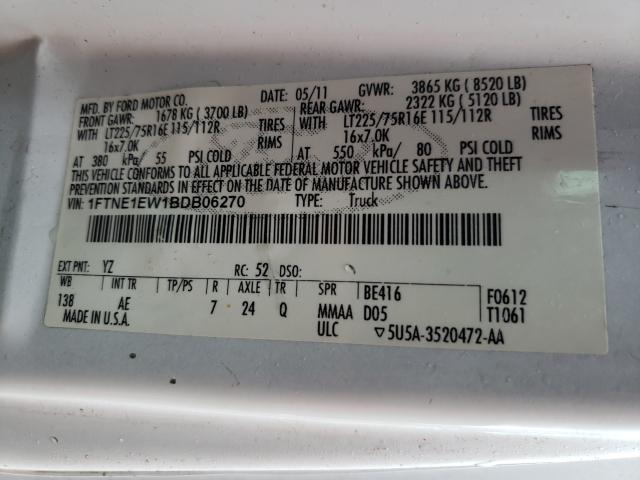 MFD. BY FORD MOTOR CO. DATE: 05/11 GVWR: 3865 KG ( 8520 LB)
FRONT GAWR: 1678 KG ( 3700 LB) REAR GAWR: 2322 KG ( 5120 LB)
WITH LT225/75R16E 115/112R TIRES WITH LT225/75R16E 115/112R TIRES
16x7.0K RIMS 16x7.0K RIMS
AT 380 kPa/ 55 PSI COLD AT 550 kPa/ 80 PSI COLD
THIS VEHICLE CONFORMS TO ALL APPLICABLE FEDERAL MOTOR VEHICLE SAFETY AND THEFT
PREVENTION STANDARDS IN EFFECT ON THE DATE OF MANUFACTURE SHOWN ABOVE.
VIN: 1FTNE1EW1BDB06270 TYPE: Truck
EXT PNT: YZ RC: 52 DSO:
WB INT TR TP/PS R AXLE TR SPR BE416 F0612
138 AE 7 24 Q MMAA D05 T1061
MADE IN U.S.A. ULC ▽5U5A-3520472-AA